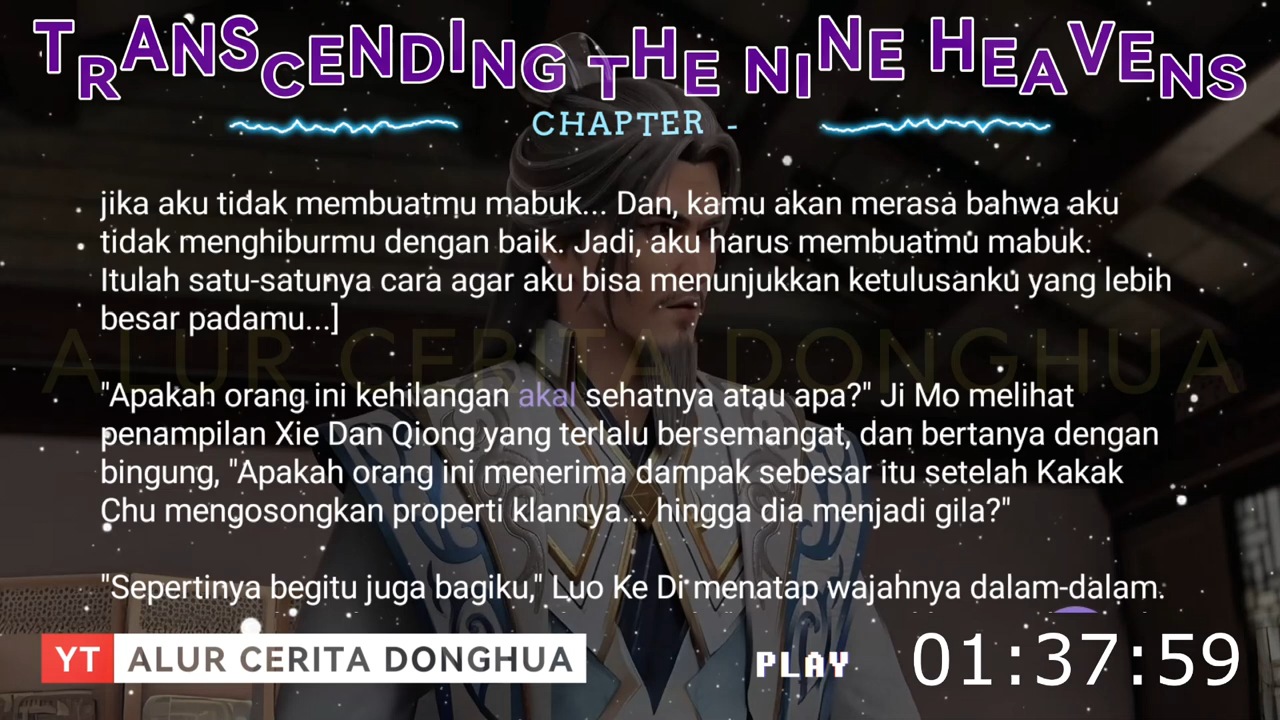 TRANSCENDING THE NINE HEAVENS
CHAPTER -
jika aku tidak membuatmu mabuk... Dan, kamu akan merasa bahwa aku
tidak menghiburmu dengan baik. Jadi, aku harus membuatmu mabuk.
Itulah satu-satunya cara agar aku bisa menunjukkan ketulusanku yang lebih
besar padamu...]
ALUR CERITA DONGHUA
"Apakah orang ini kehilangan akal sehatnya atau apa?" Ji Mo melihat
penampilan Xie Dan Qiong yang terlalu bersemangat, dan bertanya dengan
bingung, "Apakah orang ini menerima dampak sebesar itu setelah Kakak
Chu mengosongkan properti klannya... hingga dia menjadi gila?"
"Sepertinya begitu juga bagiku," Luo Ke Di menatap wajahnya dalam-dalam.
YT ALUR CERITA DONGHUA
PLAY 01:37:59